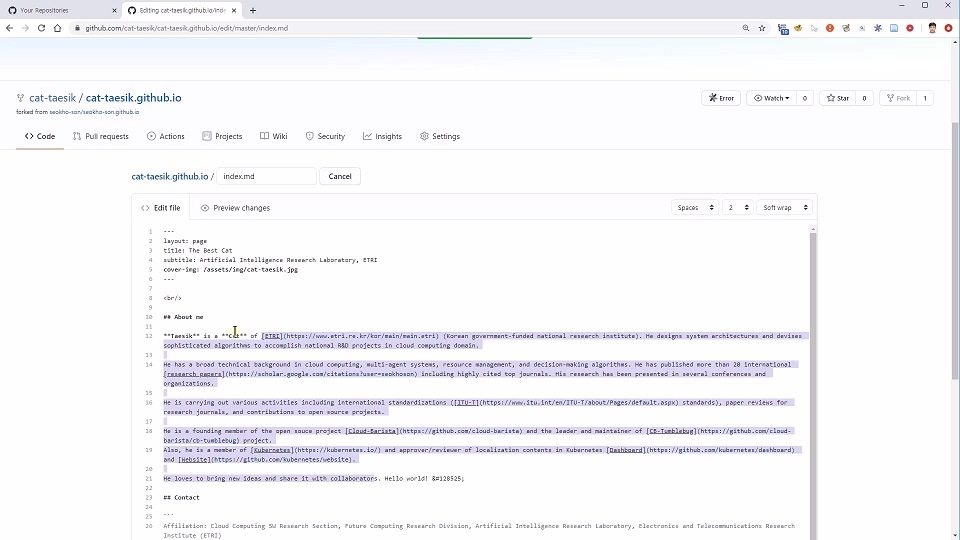 Your Repositories
Editing cat-taesik.github.io/inde
github.com/cat-taesik/cat-taesik.github.io/edit/master/index.md
cat-taesik / cat-taesik.github.io
forked from seokho-son/seokho-son.github.io
Error
Watch
0
Star
0
Fork
1
Code
Pull requests
Actions
Projects
Wiki
Security
Insights
Settings
cat-taesik.github.io / index.md Cancel
Edit file
Preview changes
Spaces
2
Soft wrap
1 ---
2 layout: page
3 title: The Best Cat
4 subtitle: Artificial Intelligence Research Laboratory, ETRI
5 cover-img: /assets/img/cat-taesik.jpg
6 ---
7
8 <br/>
9
10 ## About me
11
12 **Taesik** is a **Cat** of [ETRI](https://www.etri.re.kr/kor/main/main.etri) (Korean government-funded national research institute). He designs system architectures and devises
sophisticated algorithms to accomplish national R&D projects in cloud computing domain.
13
14 He has a broad technical background in cloud computing, multi-agent systems, resource management, and decision-making algorithms. He has published more than 20 international
[research papers](https://scholar.google.com/citations?user=seokhoson) including highly cited top journals. His research has been presented in several conferences and
organizations.
15
16 He is carrying out various activities including international standardizations ([ITU-T](https://www.itu.int/en/ITU-T/about/Pages/default.aspx) standards), paper reviews for
research journals, and contributions to open source projects.
17
18 He is a founding member of the open souce project [Cloud-Barista](https://github.com/cloud-barista) and the leader and maintainer of [CB-Tumblebug](https://github.com/cloud-
barista/cb-tumblebug) project.
19 Also, he is a member of [Kubernetes](https://kubernetes.io/) and approver/reviewer of localization contents in Kubernetes [Dashboard](https://github.com/kubernetes/dashboard)
and [Website](https://github.com/kubernetes/website).
20
21 He loves to bring new ideas and share it with collaborators. Hello world! &#128525;
22
23 ## Contact
24
25 ---
26 Affiliation: Cloud Computing SW Research Section, Future Computing Research Division, Artificial Intelligence Research Laboratory, Electronics and Telecommunications Research
Institute (ETRI)